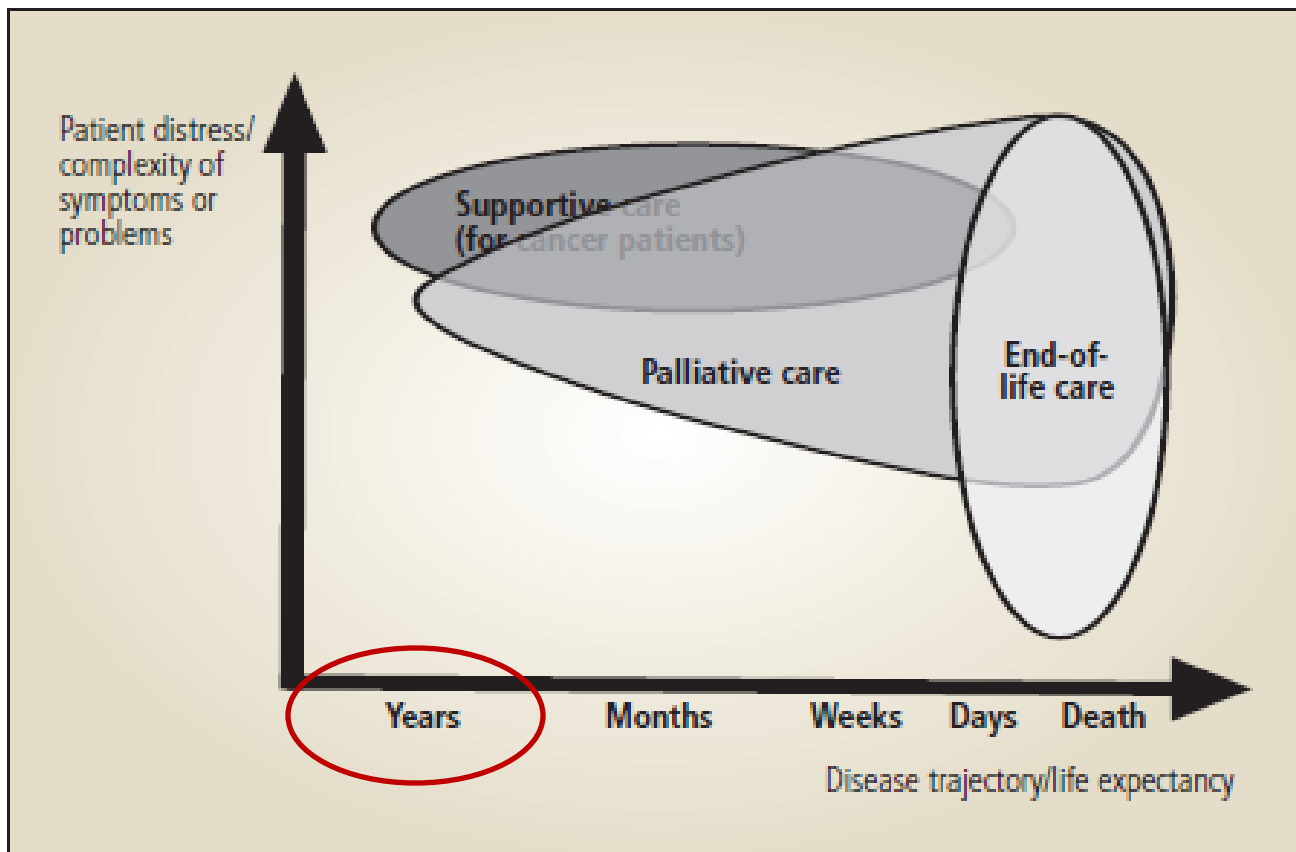 Patient distress/
complexity of
symptoms or
problems
Supportive care
(for cancer patients)
Palliative care
End-of-
life care
Years Months Weeks Days Death
Disease trajectory/life expectancy